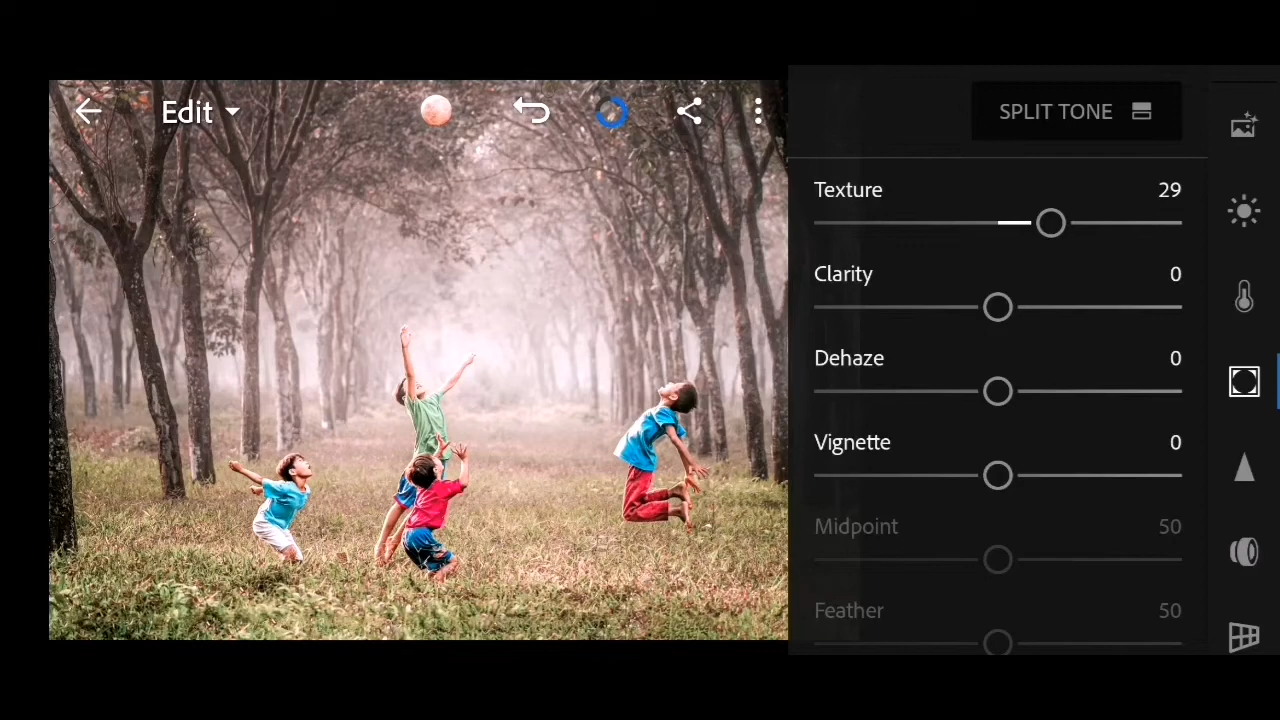 Edit
SPLIT TONE
Texture 29
Clarity 0
Dehaze 0
Vignette 0
Midpoint 50
Feather 50